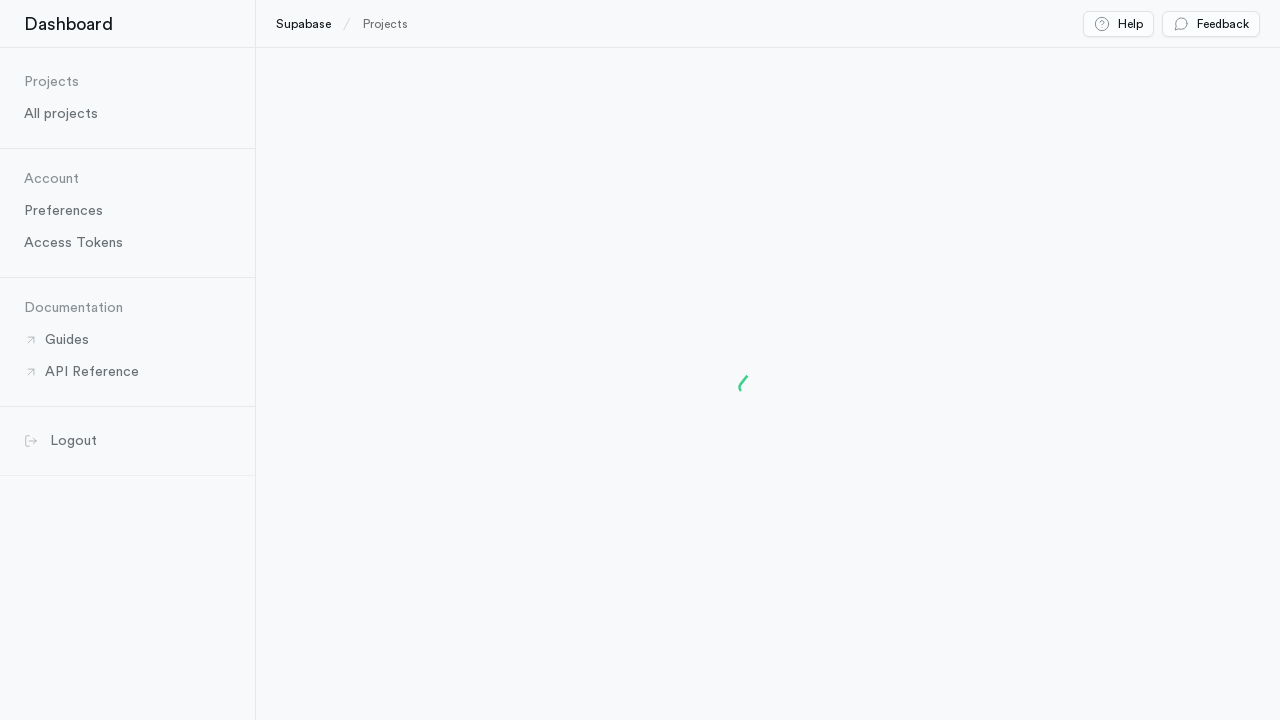 Dashboard
Supabase / Projects
Help
Feedback
Projects
All projects
Account
Preferences
Access Tokens
Documentation
Guides
API Reference
Logout